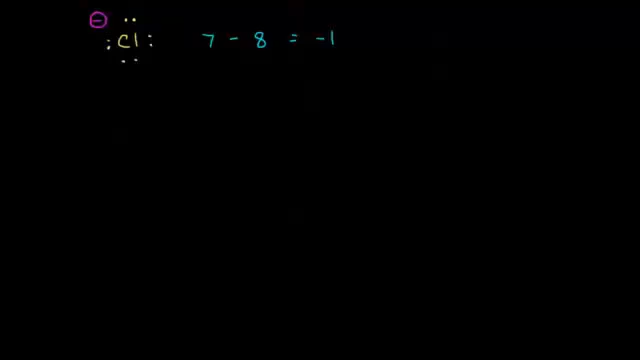 ⊖
:Cl: 7 - 8 = -1